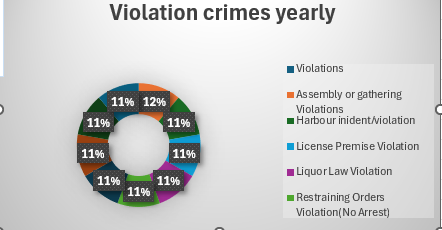 Violation crimes yearly
11% 12%
11% 11%
11% 11%
11% 11%
11%
Violations
Assembly or gathering
Violations
Harbour inident/violation
License Premise Violation
Liquor Law Violation
Restraining Orders
Violation(No Arrest)